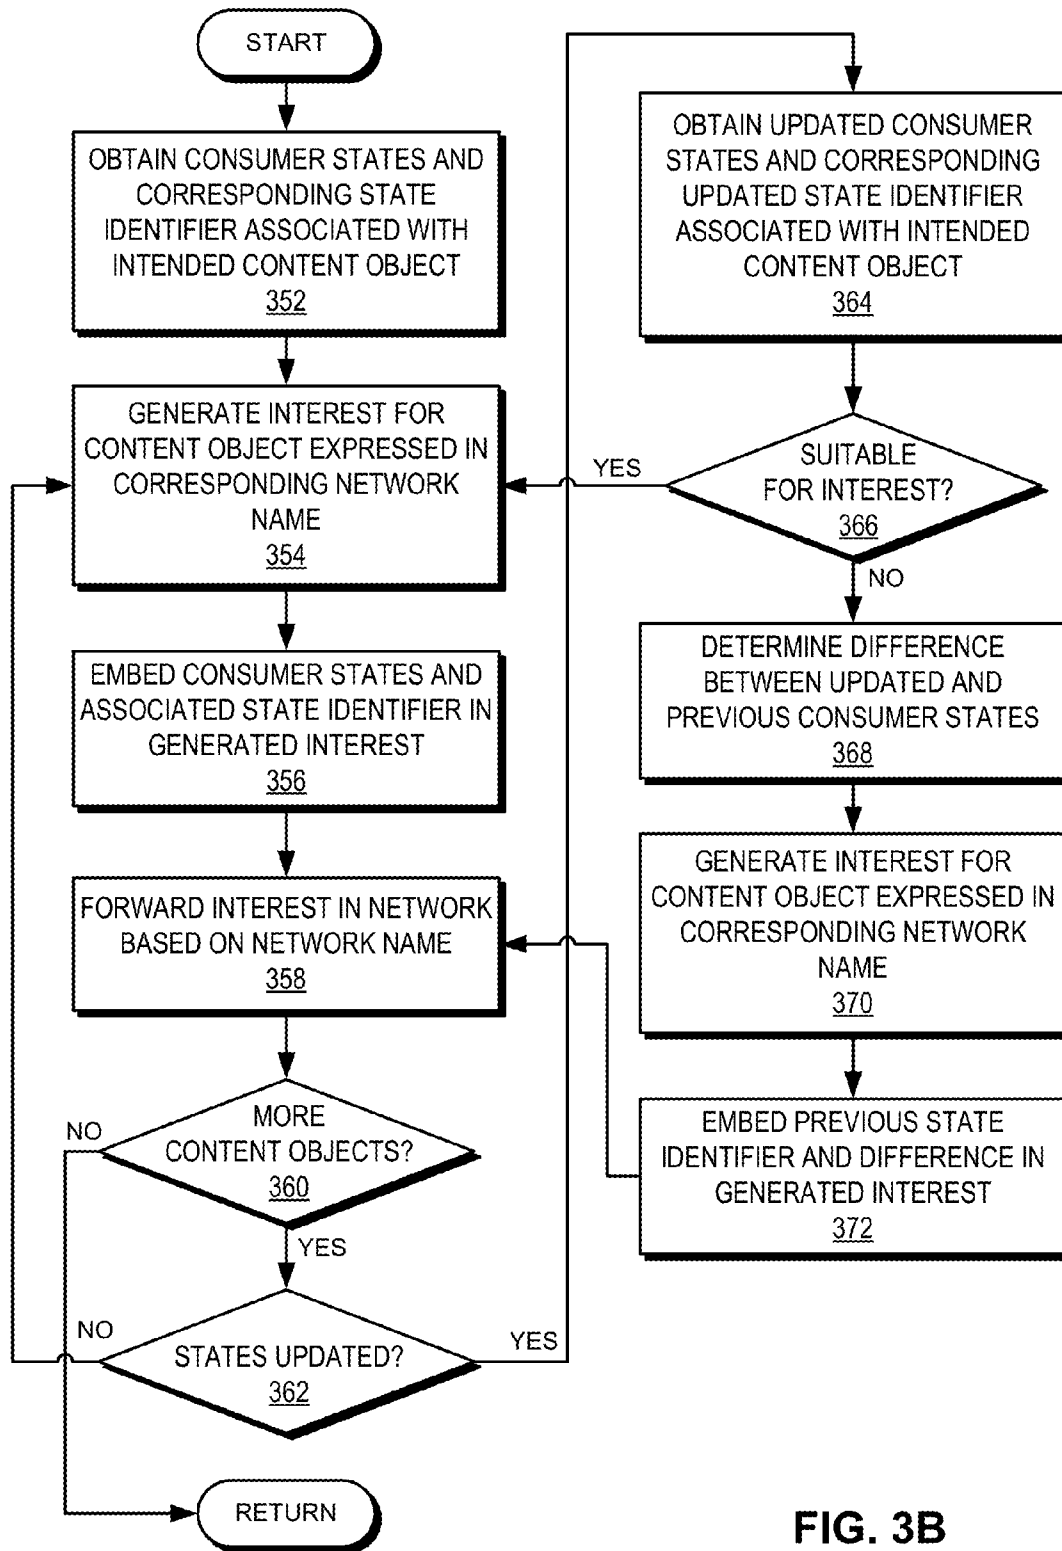 START
OBTAIN CONSUMER STATES AND
CORRESPONDING STATE
IDENTIFIER ASSOCIATED WITH
INTENDED CONTENT OBJECT
352
GENERATE INTEREST FOR
CONTENT OBJECT EXPRESSED IN
CORRESPONDING NETWORK
NAME
354
EMBED CONSUMER STATES AND
ASSOCIATED STATE IDENTIFIER IN
GENERATED INTEREST
356
FORWARD INTEREST IN NETWORK
BASED ON NETWORK NAME
358
NO
MORE
CONTENT OBJECTS?
360
YES
NO
STATES UPDATED?
362
YES
RETURN
OBTAIN UPDATED CONSUMER
STATES AND CORRESPONDING
UPDATED STATE IDENTIFIER
ASSOCIATED WITH INTENDED
CONTENT OBJECT
364
YES
SUITABLE
FOR INTEREST?
366
NO
DETERMINE DIFFERENCE
BETWEEN UPDATED AND
PREVIOUS CONSUMER STATES
368
GENERATE INTEREST FOR
CONTENT OBJECT EXPRESSED IN
CORRESPONDING NETWORK
NAME
370
EMBED PREVIOUS STATE
IDENTIFIER AND DIFFERENCE IN
GENERATED INTEREST
372
FIG. 3B